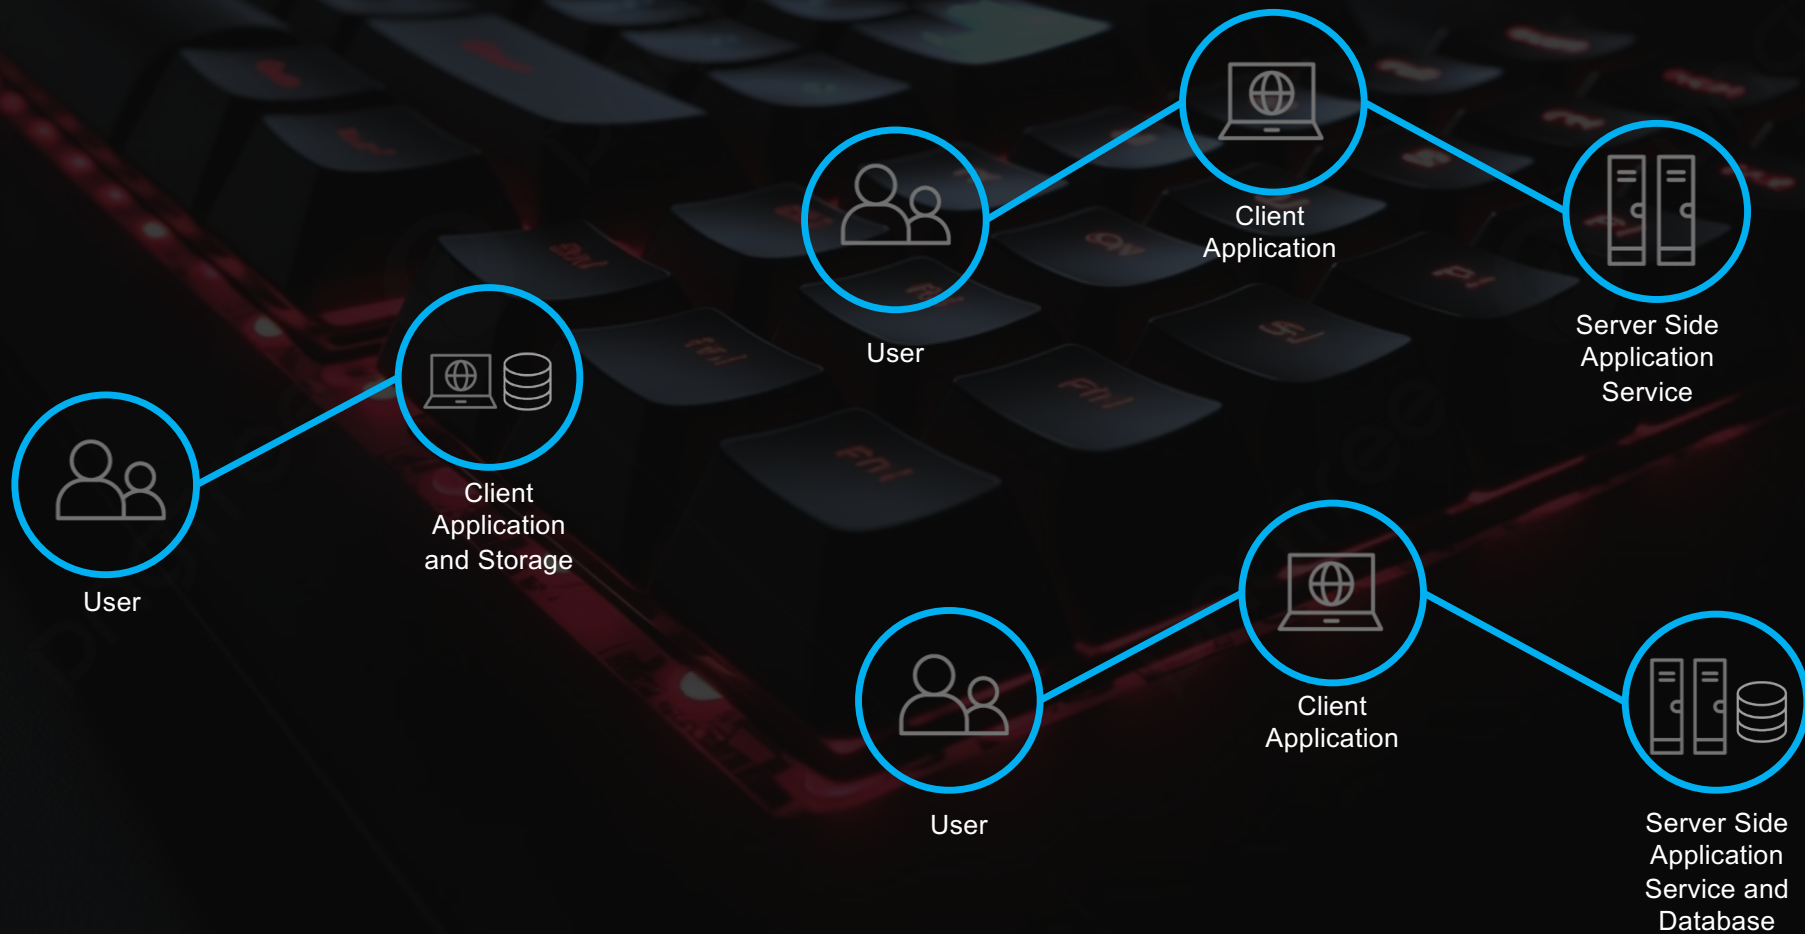 User
Client
Application
and Storage
User
Client
Application
Server Side
Application
Service
User
Client
Application
Server Side
Application
Service and
Database